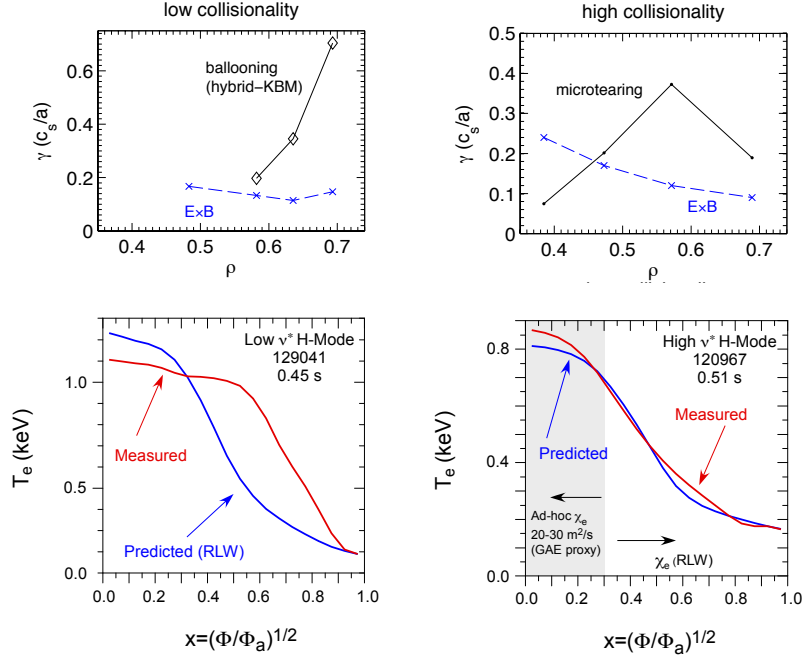 low collisionality
0.6
0.4
0.2
0
γ (c_s/a)
ballooning
(hybrid−KBM)
E×B
0.4 0.5 0.6 0.7
ρ
high collisionality
0.5
0.4
0.3
0.2
0.1
0
γ (c_s/a)
microtearing
E×B
0.4 0.5 0.6 0.7
ρ
1.0
0.5
0.0
T_e (keV)
Low ν* H-Mode
129041
0.45 s
Measured
Predicted (RLW)
0.0 0.2 0.4 0.6 0.8 1.0
x=(Φ/Φ_a)^1/2
0.8
0.4
0.0
T_e (keV)
High ν* H-Mode
120967
0.51 s
Measured
Predicted
Ad-hoc χ_e
20-30 m²/s
(GAE proxy)
χ_e (RLW)
0.0 0.2 0.4 0.6 0.8 1.0
x=(Φ/Φ_a)^1/2